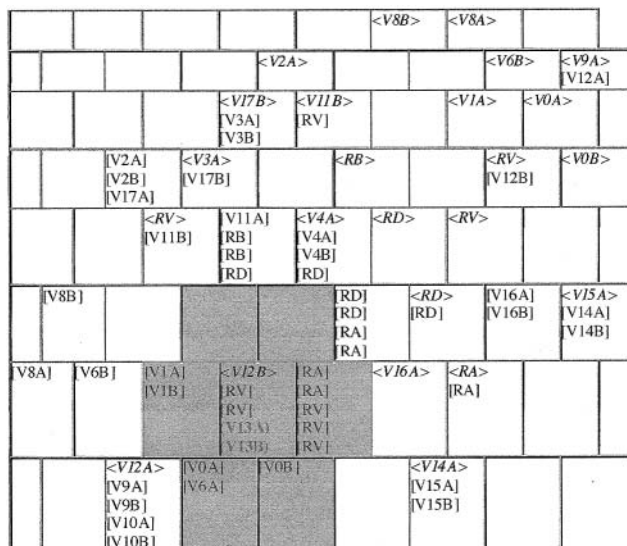 <V8B> <V8A>
<V2A> <V6B> <V9A>
[V12A]
<V17B> <V11B> <V1A> <V0A>
[V3A] [RV]
[V3B]
[V2A] <V3A> <RB> <RV> <V0B>
[V2B] [V17B] [V12B]
[V17A]
<RV> [V11A] <V4A> <RD> <RV>
[V11B] [RB] [V4A]
[RB] [V4B]
[RD] [RD]
[V8B] [RD] <RD> [V16A] <V15A>
[RD] [RD] [V16B] [V14A]
[RA] [V14B]
[RA]
[V8A] [V6B] [V1A] <V12B> [RA] <V16A> <RA>
[V1B] [RV] [RA] [RA]
[RV] [RV]
(V13A) [RV]
(V13B) [RV]
<V12A> [V0A] [V0B] <V14A>
[V9A] [V6A] [V15A]
[V9B] [V15B]
[V10A]
[V10B]